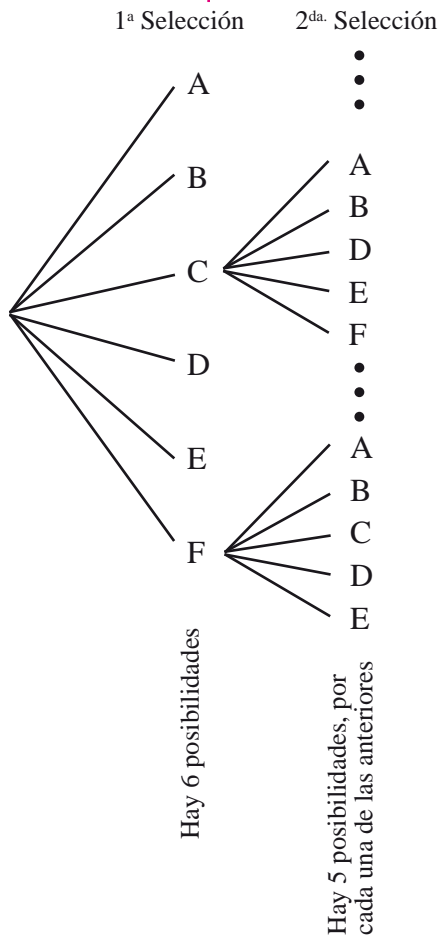 1ª Selección 2da. Selección
A
B
C
D
E
F
A
B
D
E
F
A
B
C
D
E
Hay 6 posibilidades
Hay 5 posibilidades, por
cada una de las anteriores